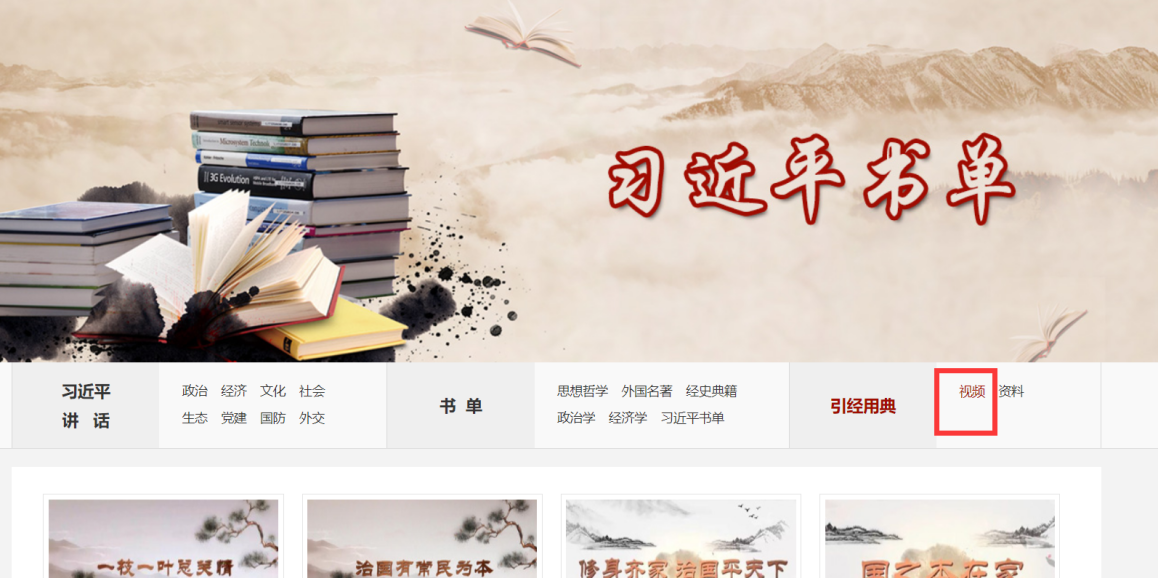 习近平书单
Microsystem Technik
3G Evolution
习近平
讲 话
政治 经济 文化 社会
生态 党建 国防 外交
书 单
思想哲学 外国名著 经史典籍
政治学 经济学 习近平书单
引经用典
视频 资料
一枝一叶总关情
治国有常民为本
修身齐家治国平天下
国之本在家